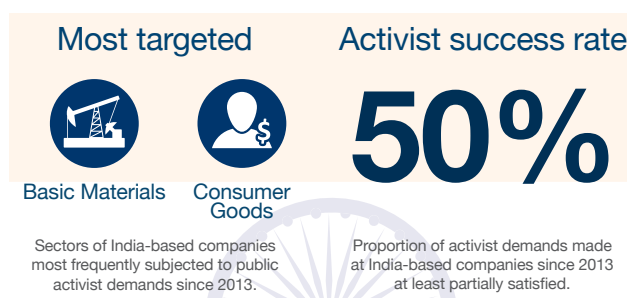 Most targeted
Basic Materials
Consumer
Goods
$
Sectors of India-based companies
most frequently subjected to public
activist demands since 2013.
Activist success rate
50%
Proportion of activist demands made
at India-based companies since 2013
at least partially satisfied.